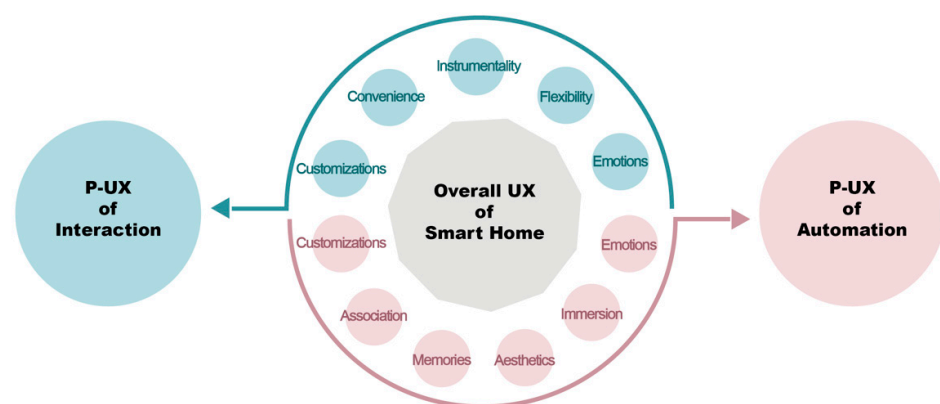 Instrumentality
Convenience
Flexibility
Customizations
Emotions
P-UX
of
Interaction
Overall UX
of
Smart Home
P-UX
of
Automation
Customizations
Emotions
Association
Immersion
Memories
Aesthetics